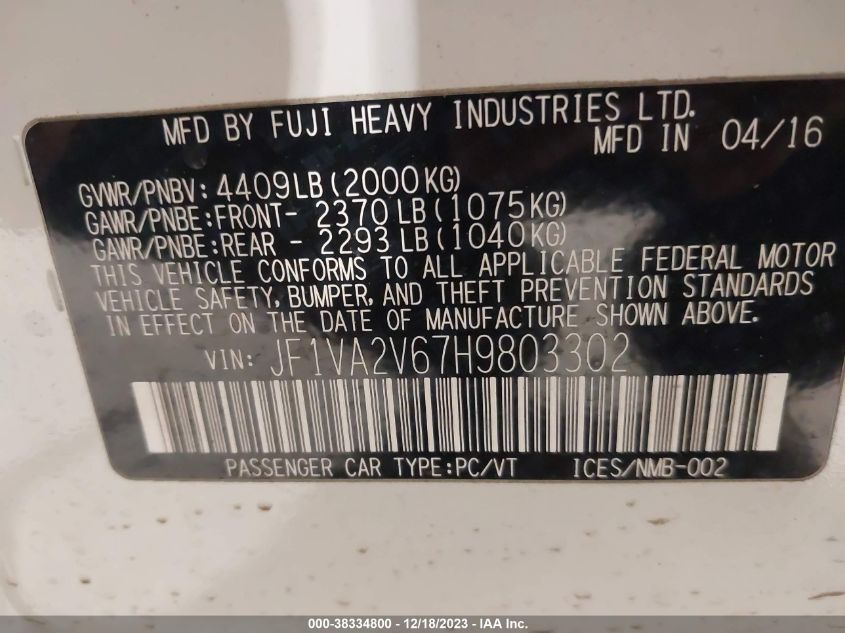 MFD BY FUJI HEAVY INDUSTRIES LTD.
MFD IN 04/16
GVWR/PNBV: 4409LB(2000KG)
GAWR/PNBE:FRONT- 2370LB(1075KG)
GAWR/PNBE:REAR - 2293LB(1040KG)
THIS VEHICLE CONFORMS TO ALL APPLICABLE FEDERAL MOTOR
VEHICLE SAFETY, BUMPER, AND THEFT PREVENTION STANDARDS
IN EFFECT ON THE DATE OF MANUFACTURE SHOWN ABOVE.
VIN: JF1VA2V67H9803302
PASSENGER CAR TYPE:PC/VT ICES/NMB-002
000-38334800 - 12/18/2023 - IAAI Inc.